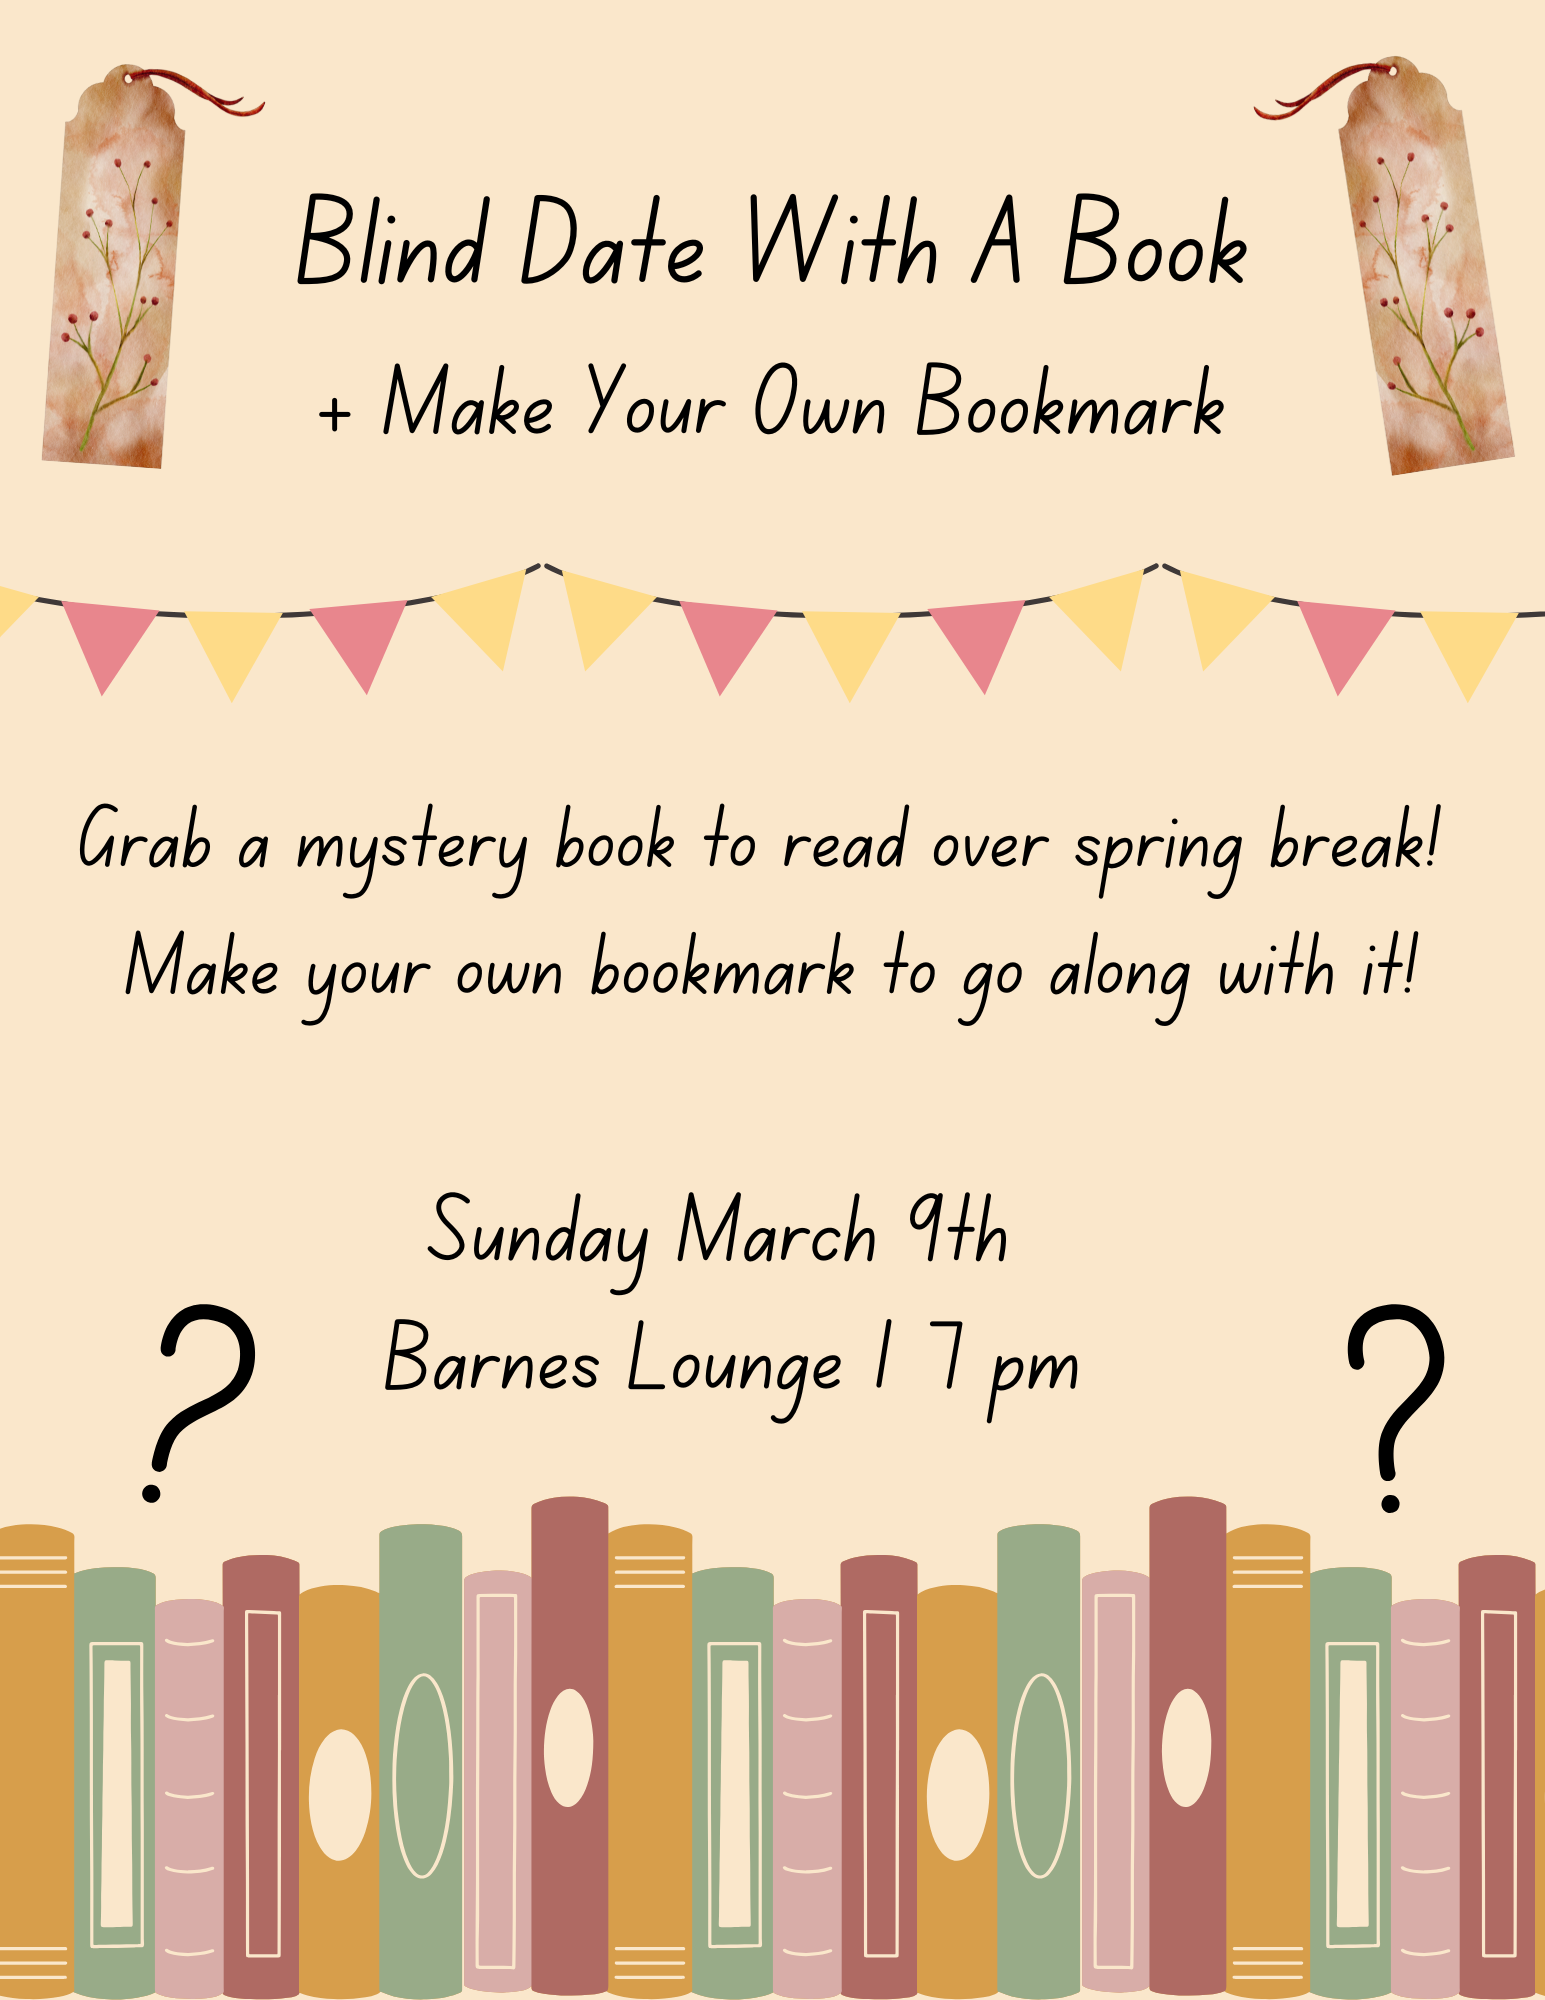 Blind Date With A Book
+ Make Your Own Bookmark
Grab a mystery book to read over spring break!
Make your own bookmark to go along with it!
Sunday March 9th
Barnes Lounge | 7 pm
?
?